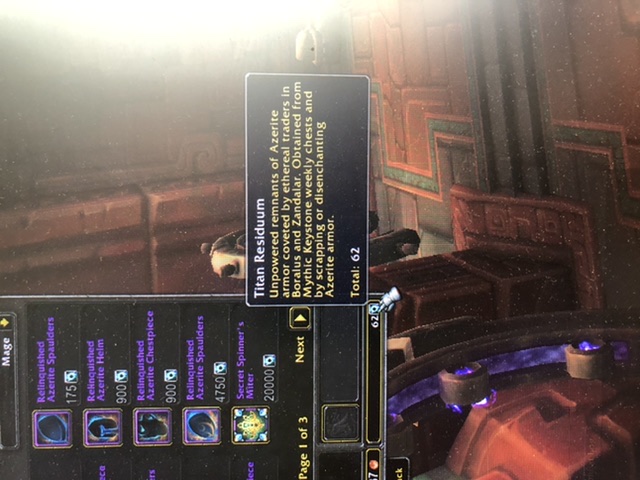 Mage
Relinquished
Azerite Spaulders
175
Relinquished
Azerite Helm
900
Relinquished
Azerite Chestpiece
900
Relinquished
Azerite Spaulders
4750
Secret Spinner's
Miter
20000
Page 1 of 3
Next
62
Titan Residuum
Unpowered remnants of Azerite
armor coveted by ethereal traders in
Boralus and Zandalar. Obtained from
Mythic Keystone weekly chests and
by scrapping or disenchanting
Azerite armor.
Total: 62